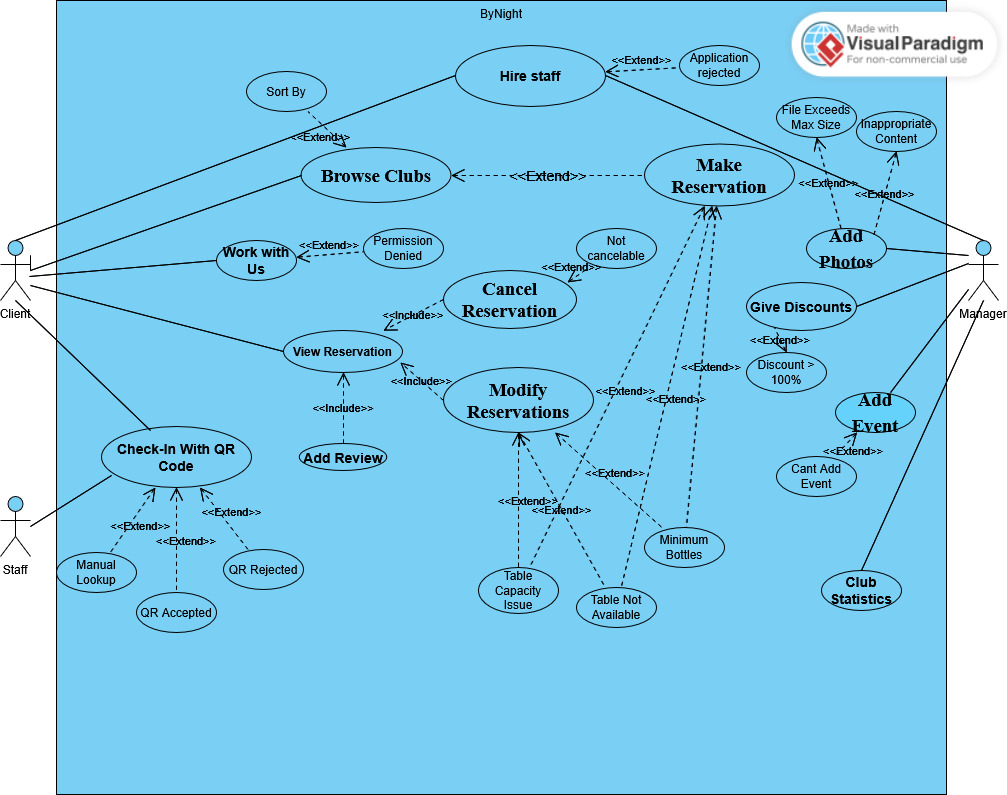 ByNight
Made with
Visual Paradigm
For non-commercial use
Hire staff
<<Extend>>
Application
rejected
Sort By
<<Extend>>
File Exceeds
Max Size
Inappropriate
Content
Browse Clubs
<<Extend>>
Make
Reservation
<<Extend>>
<<Extend>>
Work with
Us
<<Extend>>
Permission
Denied
Not
cancelable
<<Extend>>
Add
Photos
Client
Manager
Cancel
Reservation
<<Include>>
Give Discounts
<<Extend>>
View Reservation
Discount >
100%
<<Include>>
<<Extend>>
Modify
Reservations
<<Extend>>
<<Extend>>
<<Include>>
Add
Event
<<Extend>>
Check-In With QR
Code
Add Review
Cant Add
Event
<<Extend>>
<<Extend>>
<<Extend>>
<<Extend>>
<<Extend>>
<<Extend>>
Minimum
Bottles
Staff
Manual
Lookup
QR Rejected
Table
Capacity
Issue
Club
Statistics
QR Accepted
Table Not
Available